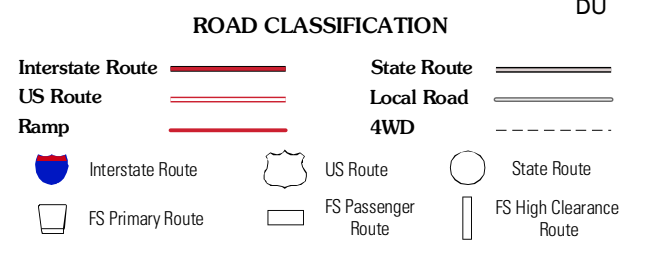 DU
ROAD CLASSIFICATION
Interstate Route
State Route
US Route
Local Road
Ramp
4WD
Interstate Route
US Route
State Route
FS Primary Route
FS Passenger
Route
FS High Clearance
Route